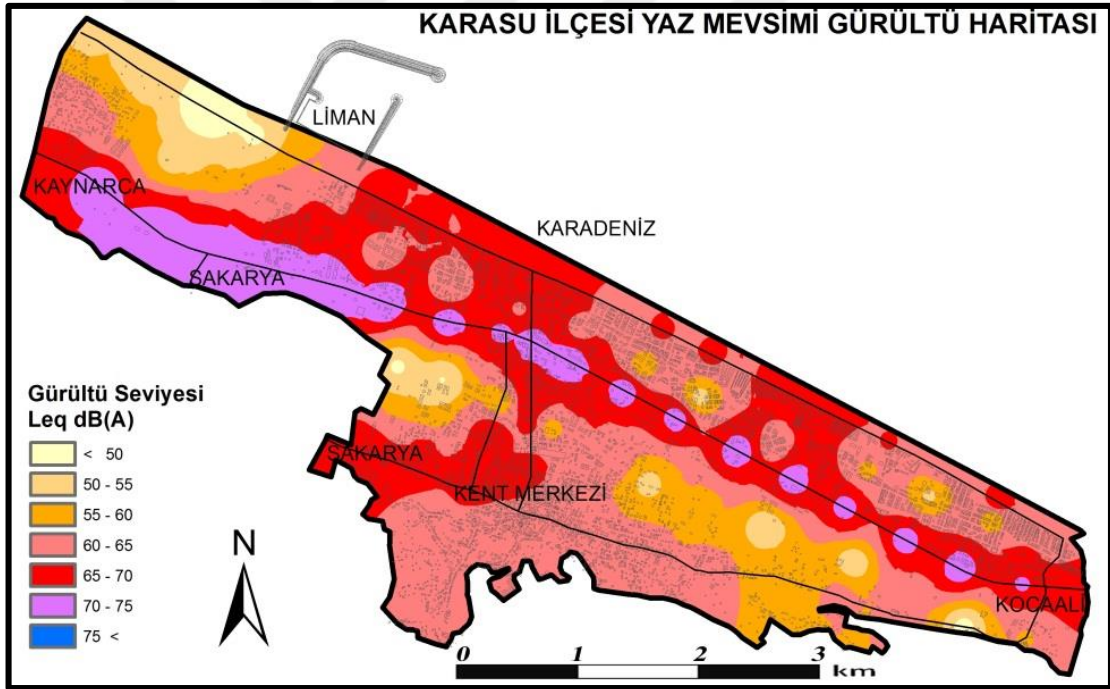 KARASU İLÇESİ YAZ MEVSİMİ GÜRÜLTÜ HARİTASI
LİMAN
KAYNARCA
KARADENİZ
SAKARYA
Gürültü Seviyesi
Leq dB(A)
< 50
50 - 55
55 - 60
60 - 65
65 - 70
70 - 75
75 <
SAKARYA
KENT MERKEZİ
N
KOCAALİ
0 1 2 3
km